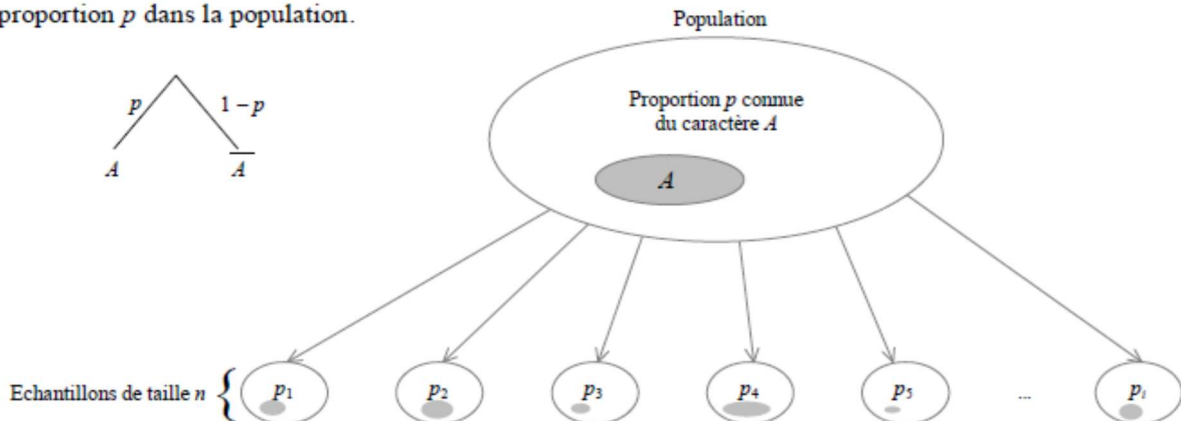 proportion p dans la population.
Population
p
1 – p
A
A̅
Proportion p connue
du caractère A
A
Echantillons de taille n { p1 p2 p3 p4 p5 ... pi